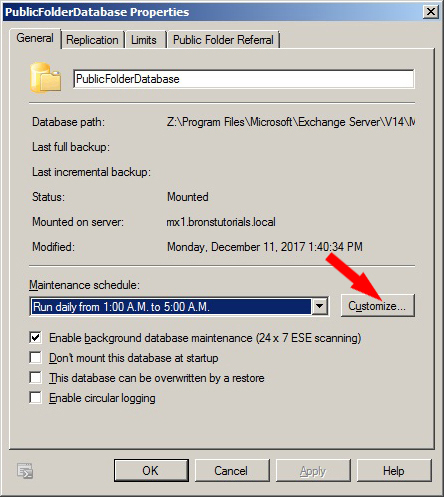 PublicFolderDatabase Properties
General Replication Limits Public Folder Referral
PublicFolderDatabase
Database path: Z:\Program Files\Microsoft\Exchange Server\V14\M
Last full backup:
Last incremental backup:
Status: Mounted
Mounted on server: mx1.bronstutorials.local
Modified: Monday, December 11, 2017 1:40:34 PM
Maintenance schedule:
Run daily from 1:00 A.M. to 5:00 A.M. Customize...
Enable background database maintenance (24 x 7 ESE scanning)
Don't mount this database at startup
This database can be overwritten by a restore
Enable circular logging
OK Cancel Apply Help